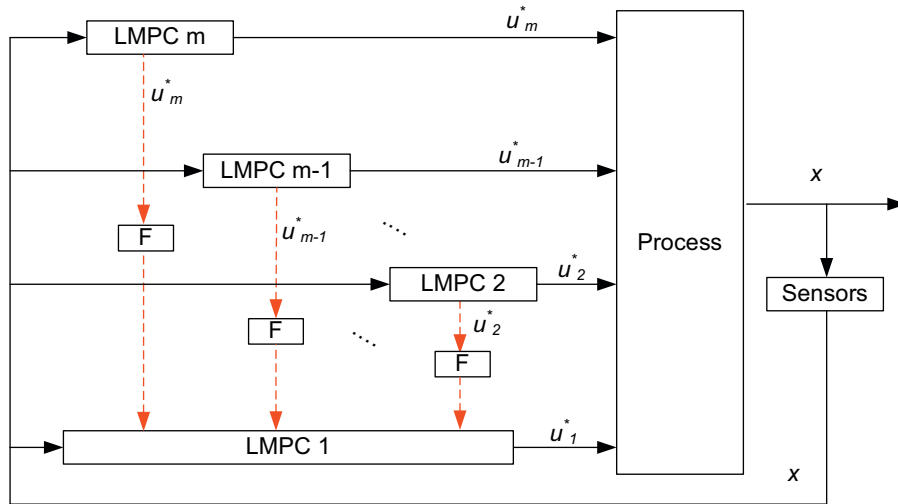 LMPC m
u*m
u*m
LMPC m-1
u*m-1
u*m-1
F
....
x
Process
LMPC 2
u*2
Sensors
F
....
u*2
F
LMPC 1
u*1
x